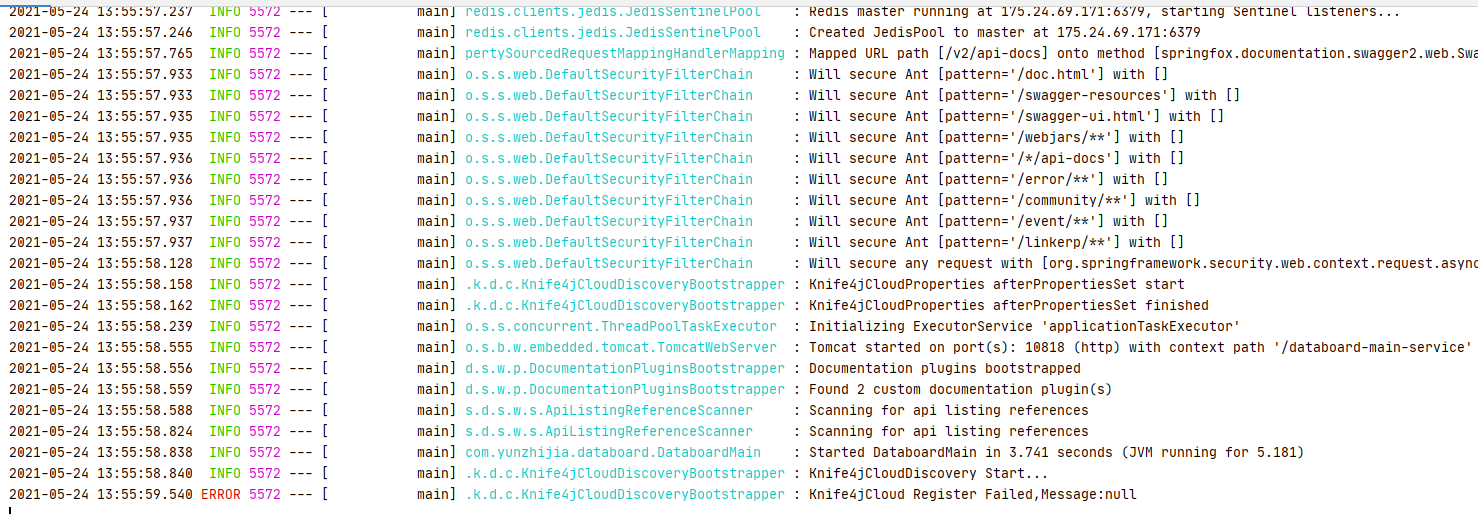 2021-05-24 13:55:57.237  INFO 5572 --- [           main] redis.clients.jedis.JedisSentinelPool    : Redis master running at 175.24.69.171:6379, starting Sentinel listeners...
2021-05-24 13:55:57.246  INFO 5572 --- [           main] redis.clients.jedis.JedisSentinelPool    : Created JedisPool to master at 175.24.69.171:6379
2021-05-24 13:55:57.765  INFO 5572 --- [           main] pertySourcedRequestMappingHandlerMapping : Mapped URL path [/v2/api-docs] onto method [springfox.documentation.swagger2.web.Swa
2021-05-24 13:55:57.933  INFO 5572 --- [           main] o.s.s.web.DefaultSecurityFilterChain     : Will secure Ant [pattern='/doc.html'] with []
2021-05-24 13:55:57.933  INFO 5572 --- [           main] o.s.s.web.DefaultSecurityFilterChain     : Will secure Ant [pattern='/swagger-resources'] with []
2021-05-24 13:55:57.935  INFO 5572 --- [           main] o.s.s.web.DefaultSecurityFilterChain     : Will secure Ant [pattern='/swagger-ui.html'] with []
2021-05-24 13:55:57.935  INFO 5572 --- [           main] o.s.s.web.DefaultSecurityFilterChain     : Will secure Ant [pattern='/webjars/**'] with []
2021-05-24 13:55:57.936  INFO 5572 --- [           main] o.s.s.web.DefaultSecurityFilterChain     : Will secure Ant [pattern='/*/api-docs'] with []
2021-05-24 13:55:57.936  INFO 5572 --- [           main] o.s.s.web.DefaultSecurityFilterChain     : Will secure Ant [pattern='/error/**'] with []
2021-05-24 13:55:57.936  INFO 5572 --- [           main] o.s.s.web.DefaultSecurityFilterChain     : Will secure Ant [pattern='/community/**'] with []
2021-05-24 13:55:57.937  INFO 5572 --- [           main] o.s.s.web.DefaultSecurityFilterChain     : Will secure Ant [pattern='/event/**'] with []
2021-05-24 13:55:57.937  INFO 5572 --- [           main] o.s.s.web.DefaultSecurityFilterChain     : Will secure Ant [pattern='/linkerp/**'] with []
2021-05-24 13:55:58.128  INFO 5572 --- [           main] o.s.s.web.DefaultSecurityFilterChain     : Will secure any request with [org.springframework.security.web.context.request.async
2021-05-24 13:55:58.158  INFO 5572 --- [           main] .k.d.c.Knife4jCloudDiscoveryBootstrapper : Knife4jCloudProperties afterPropertiesSet start
2021-05-24 13:55:58.162  INFO 5572 --- [           main] .k.d.c.Knife4jCloudDiscoveryBootstrapper : Knife4jCloudProperties afterPropertiesSet finished
2021-05-24 13:55:58.239  INFO 5572 --- [           main] o.s.s.concurrent.ThreadPoolTaskExecutor  : Initializing ExecutorService 'applicationTaskExecutor'
2021-05-24 13:55:58.555  INFO 5572 --- [           main] o.s.b.w.embedded.tomcat.TomcatWebServer  : Tomcat started on port(s): 10818 (http) with context path '/databoard-main-service'
2021-05-24 13:55:58.556  INFO 5572 --- [           main] d.s.w.p.DocumentationPluginsBootstrapper : Documentation plugins bootstrapped
2021-05-24 13:55:58.559  INFO 5572 --- [           main] d.s.w.p.DocumentationPluginsBootstrapper : Found 2 custom documentation plugin(s)
2021-05-24 13:55:58.588  INFO 5572 --- [           main] s.d.s.w.s.ApiListingReferenceScanner     : Scanning for api listing references
2021-05-24 13:55:58.824  INFO 5572 --- [           main] s.d.s.w.s.ApiListingReferenceScanner     : Scanning for api listing references
2021-05-24 13:55:58.838  INFO 5572 --- [           main] com.yunzhijia.databoard.DataboardMain    : Started DataboardMain in 3.741 seconds (JVM running for 5.181)
2021-05-24 13:55:58.840  INFO 5572 --- [           main] .k.d.c.Knife4jCloudDiscoveryBootstrapper : Knife4jCloudDiscovery Start...
2021-05-24 13:55:59.540 ERROR 5572 --- [           main] .k.d.c.Knife4jCloudDiscoveryBootstrapper : Knife4jCloud Register Failed,Message:null